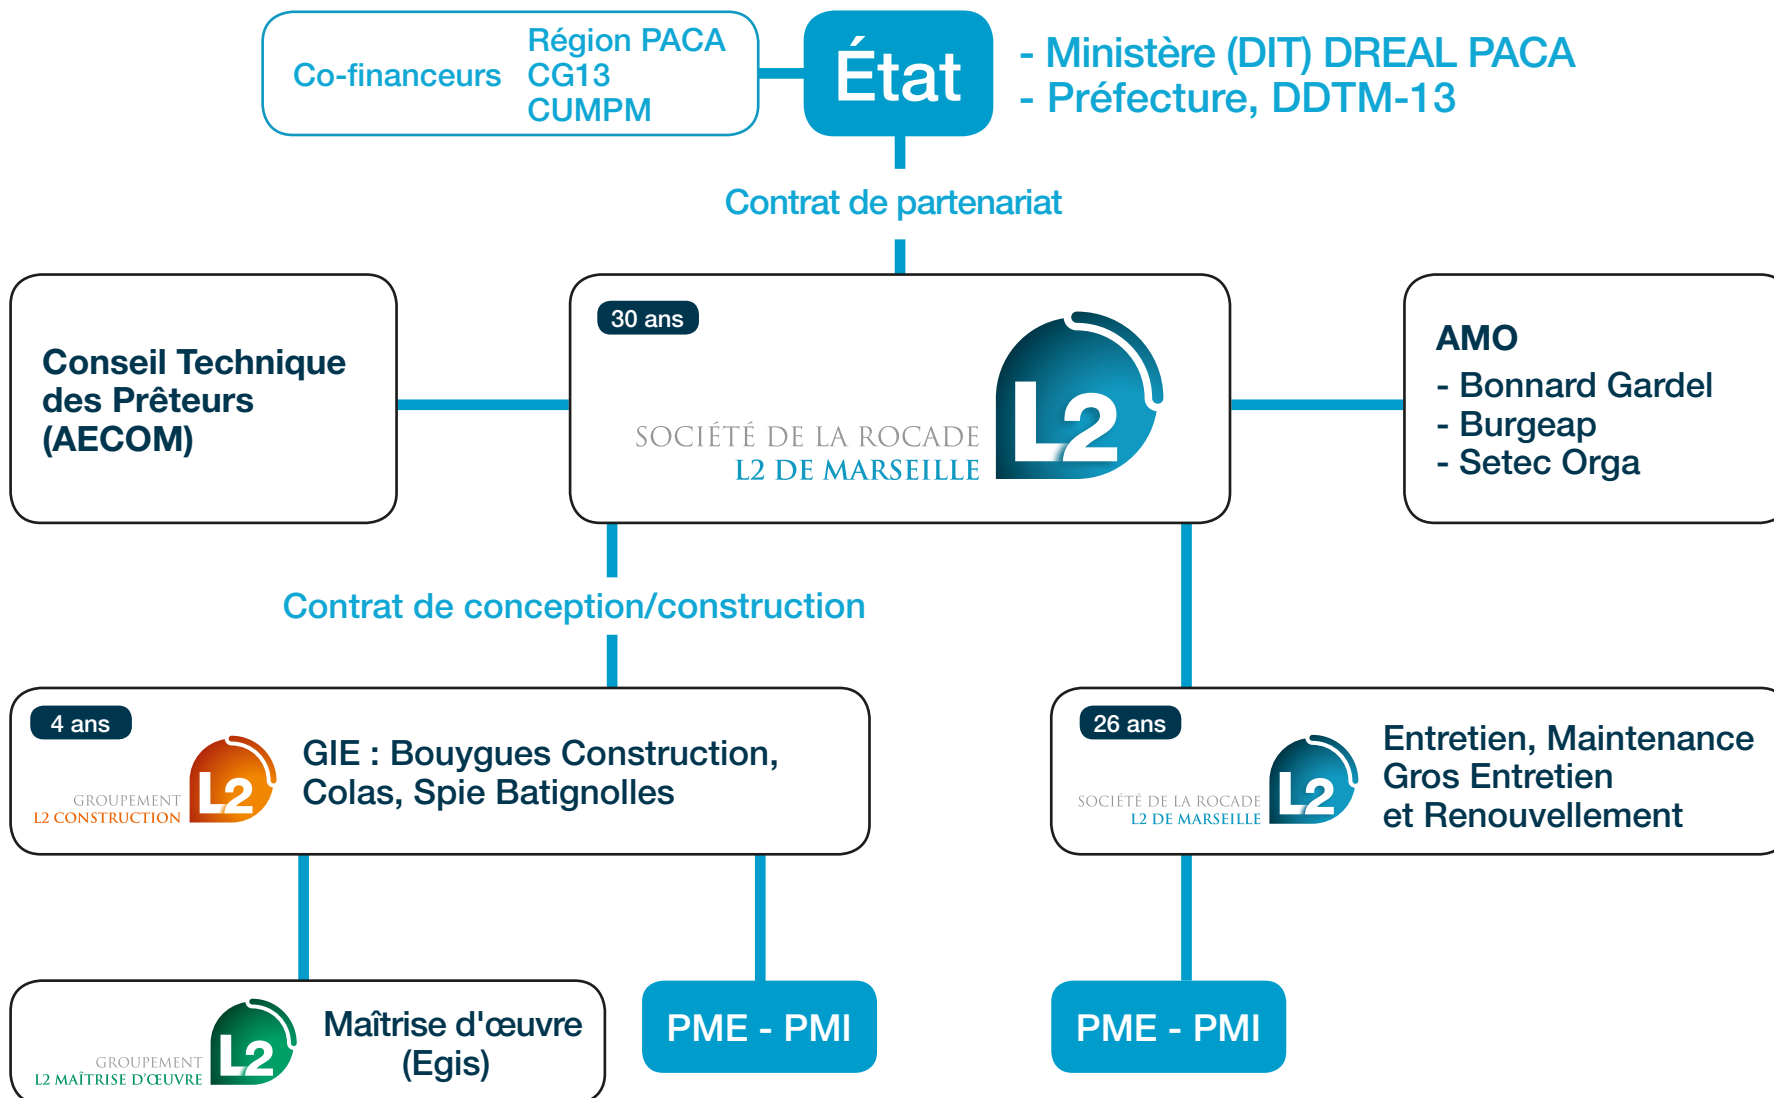 Co-financeurs
Région PACA
CG13
CUMPM
État
- Ministère (DIT) DREAL PACA
- Préfecture, DDTM-13
Contrat de partenariat
Conseil Technique
des Prêteurs
(AECOM)
30 ans
SOCIÉTÉ DE LA ROCADE
L2 DE MARSEILLE
L2
AMO
- Bonnard Gardel
- Burgeap
- Setec Orga
Contrat de conception/construction
4 ans
GROUPEMENT
L2 CONSTRUCTION
L2
GIE : Bouygues Construction,
Colas, Spie Batignolles
26 ans
SOCIÉTÉ DE LA ROCADE
L2 DE MARSEILLE
L2
Entretien, Maintenance
Gros Entretien
et Renouvellement
GROUPEMENT
L2 MAÎTRISE D'ŒUVRE
L2
Maîtrise d'œuvre
(Egis)
PME - PMI
PME - PMI